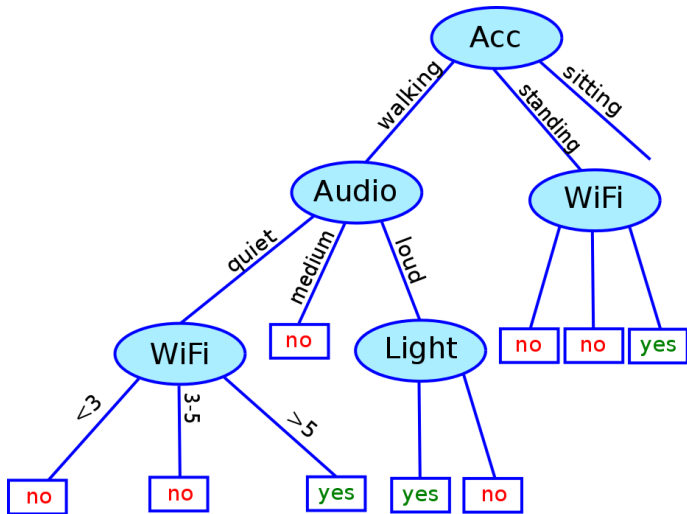 Acc
walking
standing
sitting
Audio
WiFi
quiet
medium
loud
no
no
yes
no
WiFi
Light
<3
3-5
>5
no
no
yes
yes
no